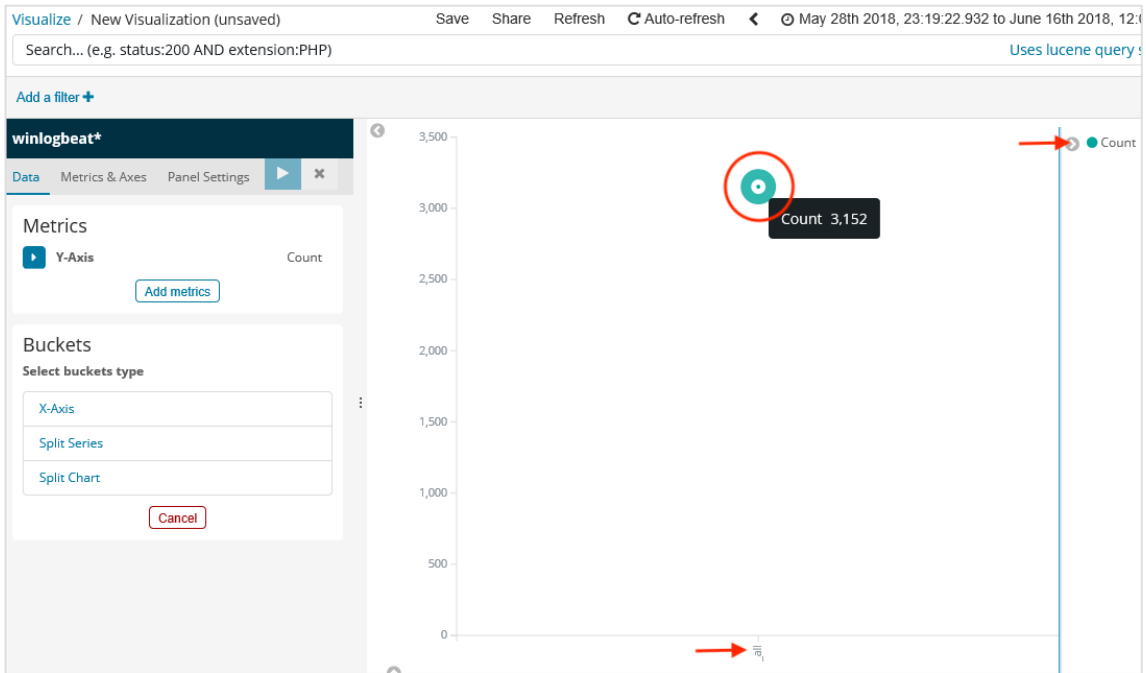 Visualize / New Visualization (unsaved) Save Share Refresh Auto-refresh May 28th 2018, 23:19:22.932 to June 16th 2018, 12:
Search... (e.g. status:200 AND extension:PHP) Uses lucene query
Add a filter
winlogbeat*
Data Metrics & Axes Panel Settings
Metrics
Y-Axis Count
Add metrics
Buckets
Select buckets type
X-Axis
Split Series
Split Chart
Cancel
3,500
3,000
2,500
2,000
1,500
1,000
500
0
Count 3,152
_all
Count